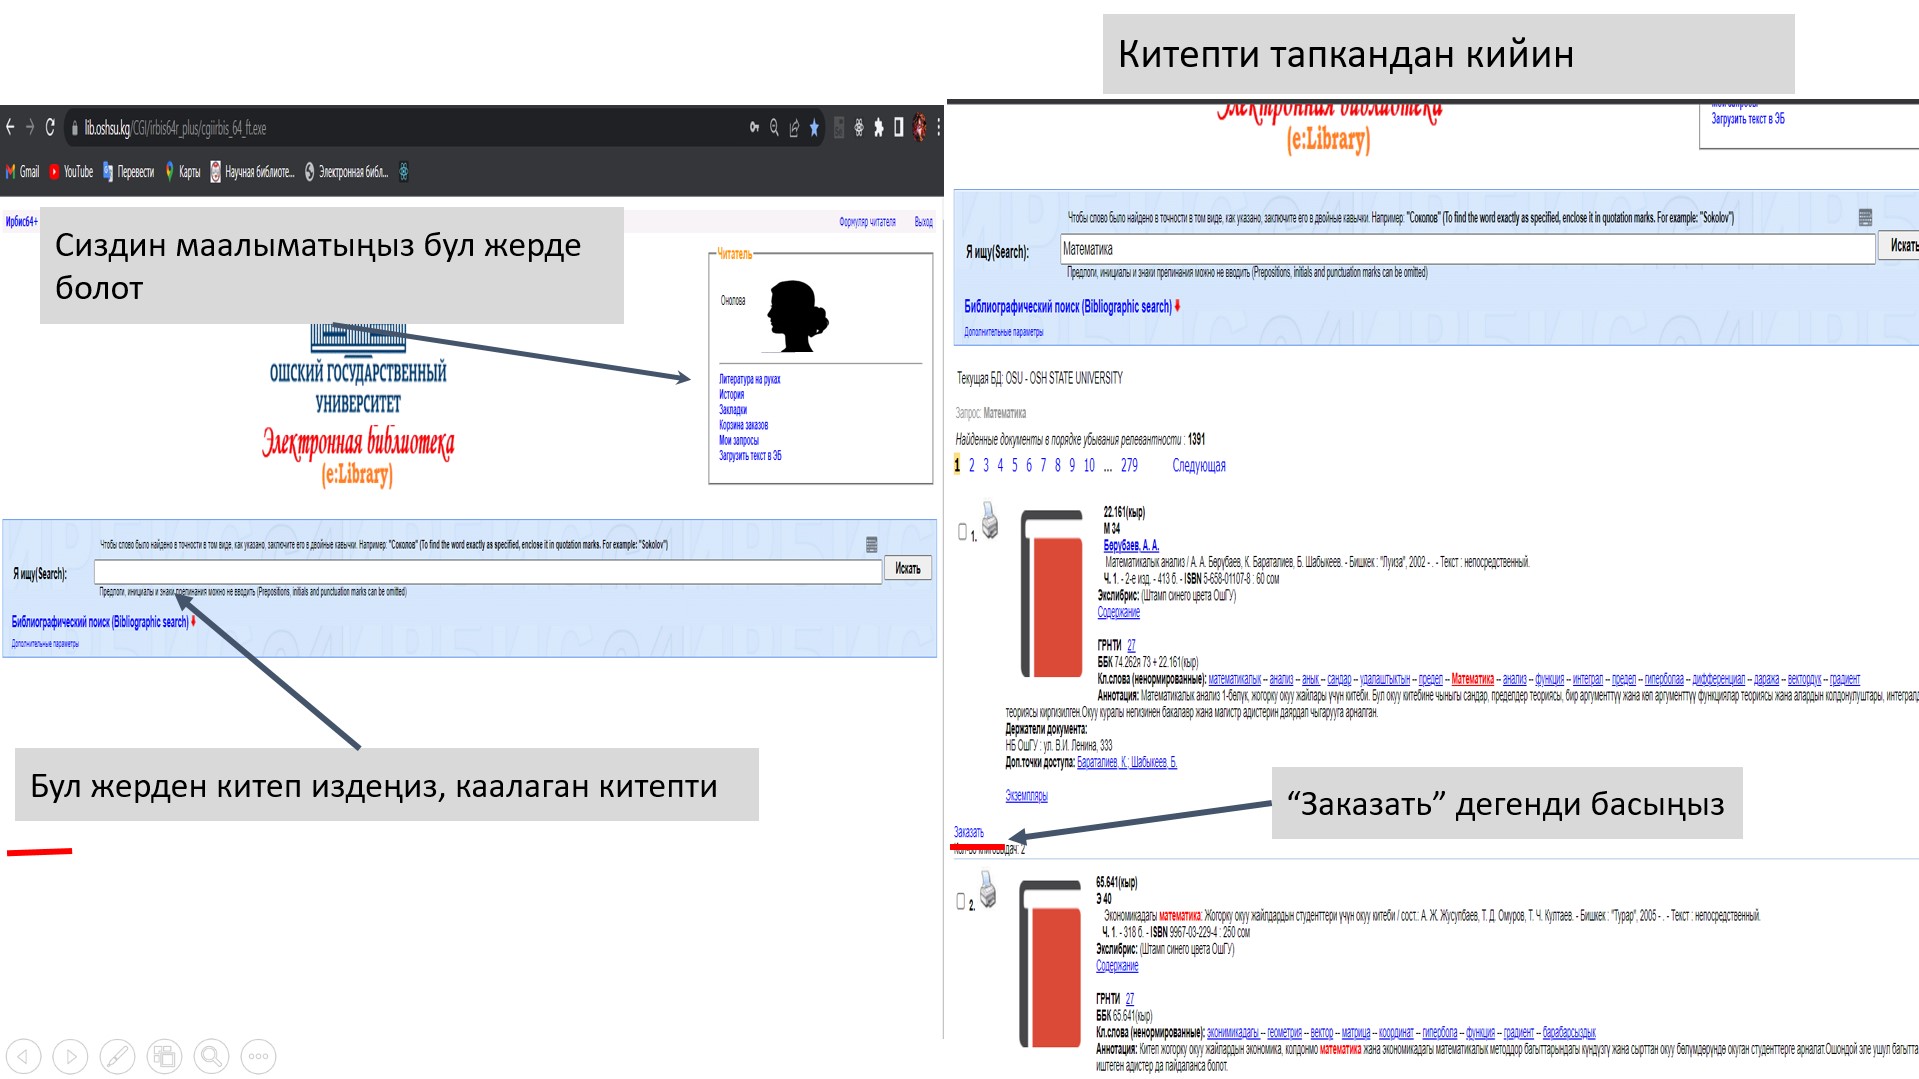 Китепти тапкандан кийин
lib.oshsu.kg/CGI/irbis64r_plus/cgiirbis_64_ft.exe
Gmail YouTube Перевести Карты Научная библиоте... Электронная библ...
Ирбис64+
Формуляр читателя Выход
Сиздин маалыматыңыз бул жерде
болот
Читатель
Онолова
Литература на руках
История
Закладки
Корзина заказов
Мои запросы
Загрузить текст в ЭБ
ОШСКИЙ ГОСУДАРСТВЕННЫЙ
УНИВЕРСИТЕТ
Электронная библиотека
(e:Library)
Чтобы слово было найдено в точности в том виде, как указано, заключите его в двойные кавычки. Например: "Соколов" (To find the word exactly as specified, enclose it in quotation marks. For example: "Sokolov")
Я ищу(Search):
Искать
Предлоги, инициалы и знаки препинания можно не вводить (Prepositions, initials and punctuation marks can be omitted)
Библиографический поиск (Bibliographic search)
Дополнительные параметры
Бул жерден китеп издеңиз, каалаган китепти
Электронная библиотека
(e:Library)
Мои запросы
Загрузить текст в ЭБ
Чтобы слово было найдено в точности в том виде, как указано, заключите его в двойные кавычки. Например: "Соколов" (To find the word exactly as specified, enclose it in quotation marks. For example: "Sokolov")
Я ищу(Search): Математика
Искать
Предлоги, инициалы и знаки препинания можно не вводить (Prepositions, initials and punctuation marks can be omitted)
Библиографический поиск (Bibliographic search)
Дополнительные параметры
Текущая БД: OSU - OSH STATE UNIVERSITY
Запрос: Математика
Найденные документы в порядке убывания релевантности : 1391
1 2 3 4 5 6 7 8 9 10 ... 279 Следующая
1.
22.161(кыр)
М 34
Бөрубаев, А. А.
Математикалык анализ / А. А. Бөрубаев, К. Бараталиев, Б. Шабыкеев. - Бишкек : "Луиза", 2002 - . - Текст : непосредственный.
Ч. 1. - 2-е изд. - 413 б. - ISBN 5-658-01107-8 : 60 сом
Экслибрис: (Штамп синего цвета ОшГУ)
Содержание
ГРНТИ 27
ББК 74.262я 73 + 22.161(кыр)
Кл.слова (ненормированные): математикалык -- анализ -- анык -- сандар -- удалаштыктын -- предел -- Математика -- анализ -- функция -- интеграл -- предел -- гиперболаа -- дифференциал -- даража -- вектордук -- градиент
Аннотация: Математикалык анализ 1-бөлүк, жогорку окуу жайлары үчүн китеби. Бул окуу китебине чыныгы сандар, пределдер теориясы, бир аргументтүү жана көп аргументтүү функциялар теориясы жана алардын колдонулуштары, интегралд
теориясы киргизилген.Окуу куралы негизинен бакалавр жана магистр адистерин даярдап чыгарууга арналган.
Держатели документа:
НБ ОшГУ : ул. В.И. Ленина, 333
Доп.точки доступа: Бараталиев, К.; Шабыкеев, Б.
Экземпляры
“Заказать” дегенди басыңыз
Заказать
Кол-во книговыдач: 2
2.
65.641(кыр)
Э 40
Экономикадагы математика: Жогорку окуу жайлдардын студенттери үчүн окуу китеби / сост.: А. Ж. Жусупбаев, Т. Д. Омуров, Т. Ч. Култаев. - Бишкек : "Турар", 2005 - . - Текст : непосредственный.
Ч. 1. - 318 б. - ISBN 9967-03-229-4 : 250 сом
Экслибрис: (Штамп синего цвета ОшГУ)
Содержание
ГРНТИ 27
ББК 65.641(кыр)
Кл.слова (ненормированные): экономикадагы -- геометрия -- вектор -- матрица -- координат -- гипербола -- функция -- градиент -- барабарсыздык
Аннотация: Китеп жогорку окуу жайлардын экономика, колдонмо математика жана экономикадагы математикалык методдор багыттарындагы күндүзгү жана сырттан окуу бөлүмдөрүндө окуган студенттерге арналат.Ошондой эле ушул багытта
иштеген адистер да пайдаланса болот.